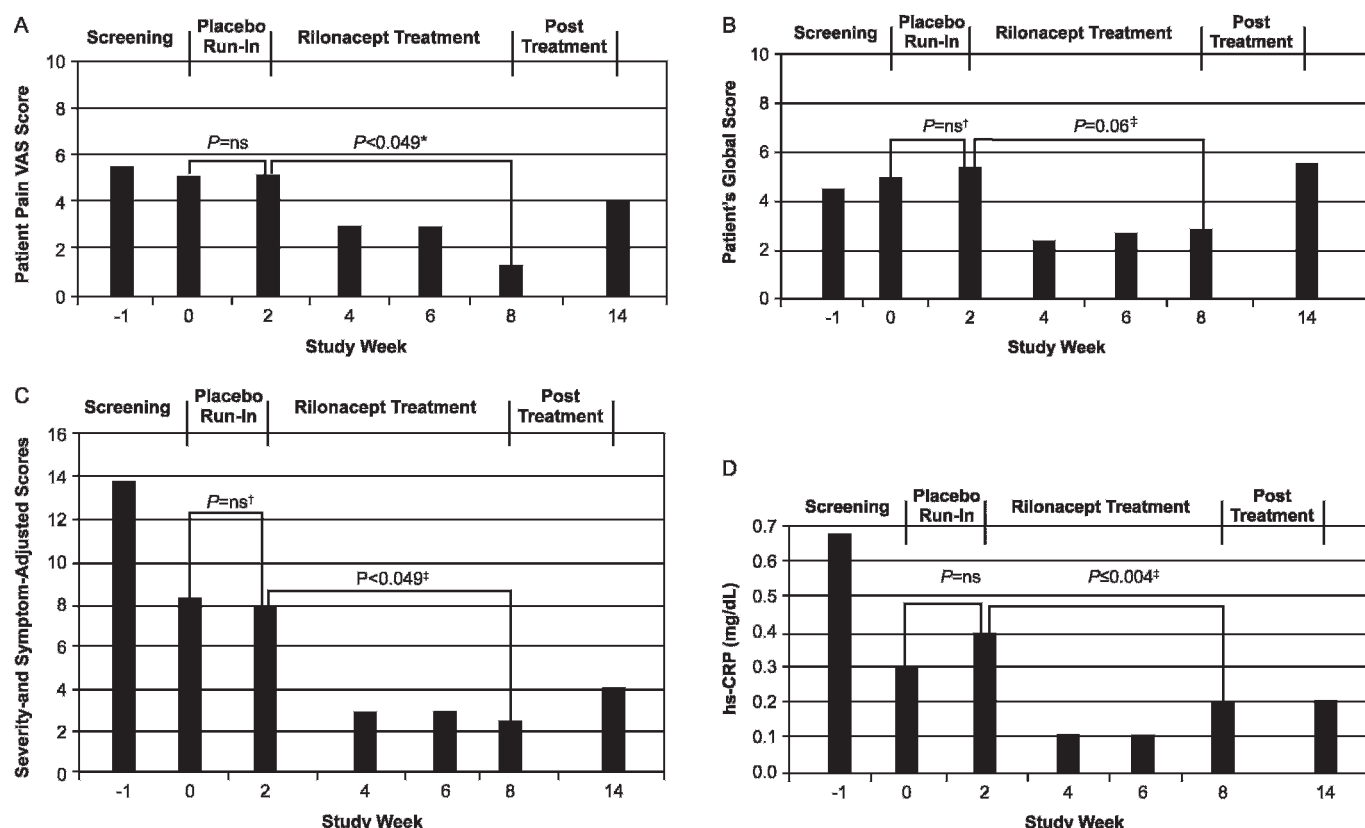 A
Screening
Placebo
Run-In
Rilonacept Treatment
Post
Treatment
Patient Pain VAS Score
10
8
6
4
2
0
P=ns
P<0.049*
-1 0 2 4 6 8 14
Study Week
B
Screening
Placebo
Run-In
Rilonacept Treatment
Post
Treatment
Patient's Global Score
10
8
6
4
2
0
P=ns†
P=0.06‡
-1 0 2 4 6 8 14
Study Week
C
Screening
Placebo
Run-In
Rilonacept Treatment
Post
Treatment
Severity-and Symptom-Adjusted Scores
16
14
12
10
8
6
4
2
0
P=ns†
P<0.049‡
-1 0 2 4 6 8 14
Study Week
D
Screening
Placebo
Run-In
Rilonacept Treatment
Post
Treatment
hs-CRP (mg/dL)
0.7
0.6
0.5
0.4
0.3
0.2
0.1
0.0
P=ns
P≤0.004‡
-1 0 2 4 6 8 14
Study Week